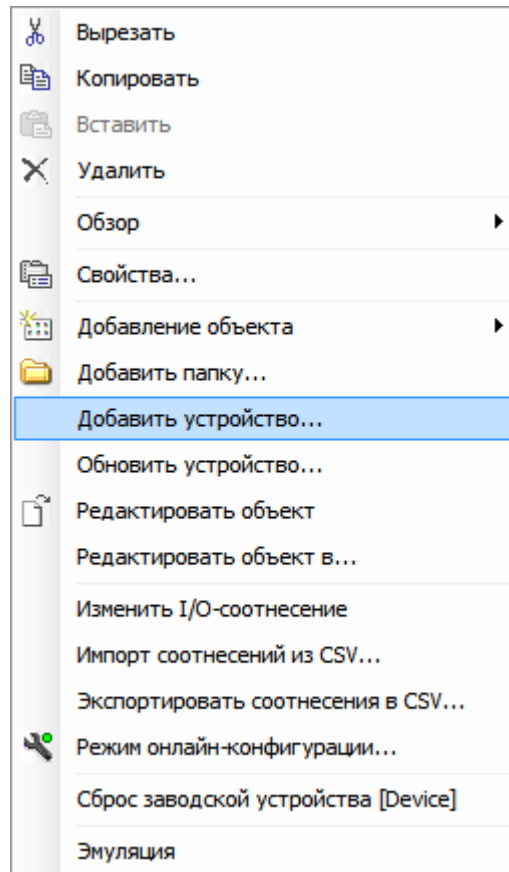 Вырезать
Копировать
Вставить
Удалить
Обзор
Свойства...
Добавление объекта
Добавить папку...
Добавить устройство...
Обновить устройство...
Редактировать объект
Редактировать объект в...
Изменить I/O-соотнесение
Импорт соотнесений из CSV...
Экспортировать соотнесения в CSV...
Режим онлайн-конфигурации...
Сброс заводской устройства [Device]
Эмуляция